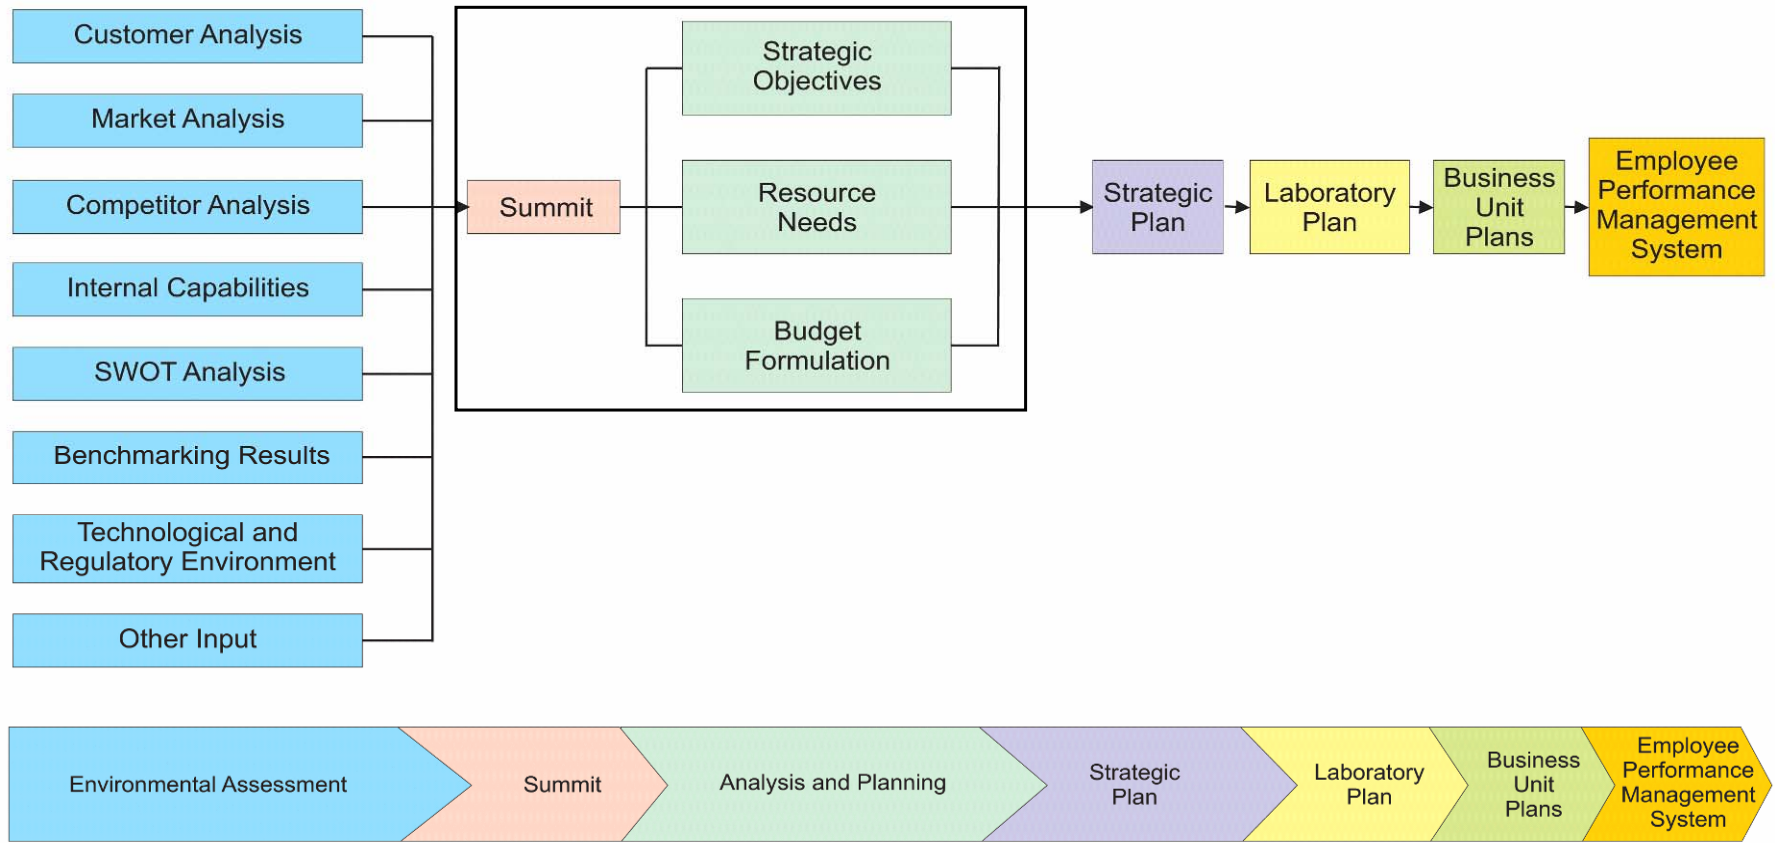 Customer Analysis
Market Analysis
Competitor Analysis
Internal Capabilities
SWOT Analysis
Benchmarking Results
Technological and
Regulatory Environment
Other Input
Summit
Strategic
Objectives
Resource
Needs
Budget
Formulation
Strategic
Plan
Laboratory
Plan
Business
Unit
Plans
Employee
Performance
Management
System
Environmental Assessment
Summit
Analysis and Planning
Strategic
Plan
Laboratory
Plan
Business
Unit
Plans
Employee
Performance
Management
System